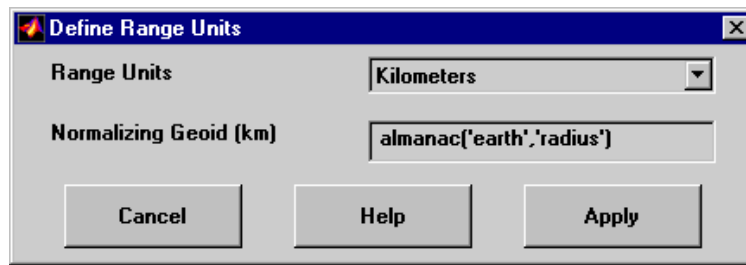 Define Range Units
Range Units Kilometers
Normalizing Geoid (km) almanac('earth','radius')
Cancel Help Apply